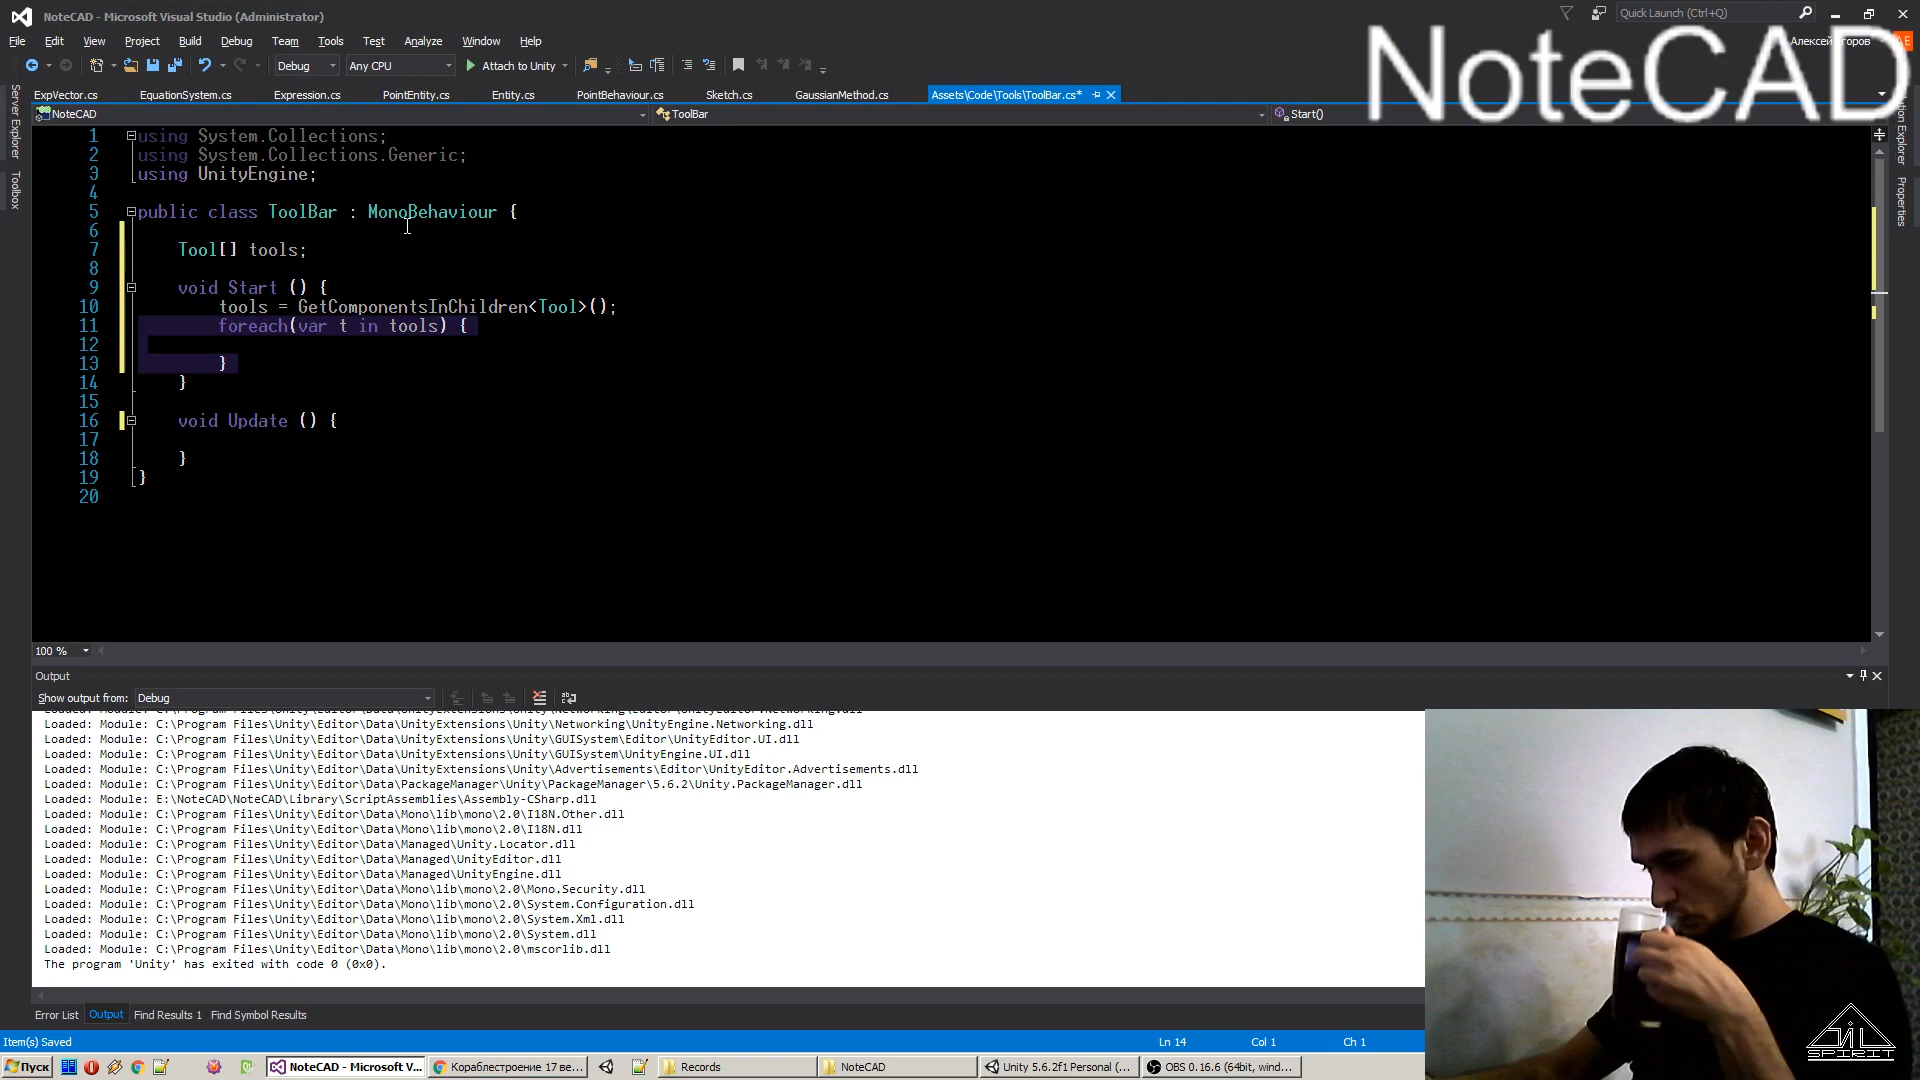 NoteCAD - Microsoft Visual Studio (Administrator)
Quick Launch (Ctrl+Q)
File Edit View Project Build Debug Team Tools Test Analyze Window Help
NoteCAD
Debug Any CPU Attach to Unity
ExpVector.cs EquationSystem.cs Expression.cs PointEntity.cs Entity.cs PointBehaviour.cs Sketch.cs GaussianMethod.cs Assets\Code\Tools\ToolBar.cs*
NoteCAD ToolBar Start()
Server Explorer
Toolbox
Properties
1 using System.Collections;
2 using System.Collections.Generic;
3 using UnityEngine;
4
5 public class ToolBar : MonoBehaviour {
6
7 Tool[] tools;
8
9 void Start () {
10 tools = GetComponentsInChildren<Tool>();
11 foreach(var t in tools) {
12
13 }
14 }
15
16 void Update () {
17
18 }
19 }
20
100 %
Output
Show output from: Debug
Loaded: Module: C:\Program Files\Unity\Editor\Data\UnityExtensions\Unity\Networking\UnityEngine.Networking.dll
Loaded: Module: C:\Program Files\Unity\Editor\Data\UnityExtensions\Unity\GUISystem\Editor\UnityEditor.UI.dll
Loaded: Module: C:\Program Files\Unity\Editor\Data\UnityExtensions\Unity\GUISystem\UnityEngine.UI.dll
Loaded: Module: C:\Program Files\Unity\Editor\Data\UnityExtensions\Unity\Advertisements\Editor\UnityEditor.Advertisements.dll
Loaded: Module: C:\Program Files\Unity\Editor\Data\PackageManager\Unity\PackageManager\5.6.2\Unity.PackageManager.dll
Loaded: Module: E:\NoteCAD\NoteCAD\Library\ScriptAssemblies\Assembly-CSharp.dll
Loaded: Module: C:\Program Files\Unity\Editor\Data\Mono\lib\mono\2.0\I18N.Other.dll
Loaded: Module: C:\Program Files\Unity\Editor\Data\Mono\lib\mono\2.0\I18N.dll
Loaded: Module: C:\Program Files\Unity\Editor\Data\Managed\Unity.Locator.dll
Loaded: Module: C:\Program Files\Unity\Editor\Data\Managed\UnityEditor.dll
Loaded: Module: C:\Program Files\Unity\Editor\Data\Managed\UnityEngine.dll
Loaded: Module: C:\Program Files\Unity\Editor\Data\Mono\lib\mono\2.0\Mono.Security.dll
Loaded: Module: C:\Program Files\Unity\Editor\Data\Mono\lib\mono\2.0\System.Configuration.dll
Loaded: Module: C:\Program Files\Unity\Editor\Data\Mono\lib\mono\2.0\System.Xml.dll
Loaded: Module: C:\Program Files\Unity\Editor\Data\Mono\lib\mono\2.0\System.dll
Loaded: Module: C:\Program Files\Unity\Editor\Data\Mono\lib\mono\2.0\mscorlib.dll
The program 'Unity' has exited with code 0 (0x0).
Error List Output Find Results 1 Find Symbol Results
Item(s) Saved Ln 14 Col 1 Ch 1
SPIRIT
Пуск NoteCAD - Microsoft V... Кораблестроение 17 ве... Records NoteCAD Unity 5.6.2f1 Personal (... OBS 0.16.6 (64bit, wind...